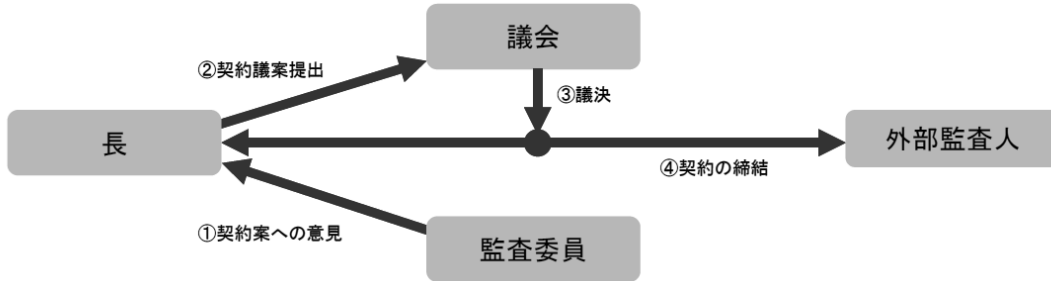 議会
②契約議案提出
③議決
長
外部監査人
④契約の締結
①契約案への意見
監査委員